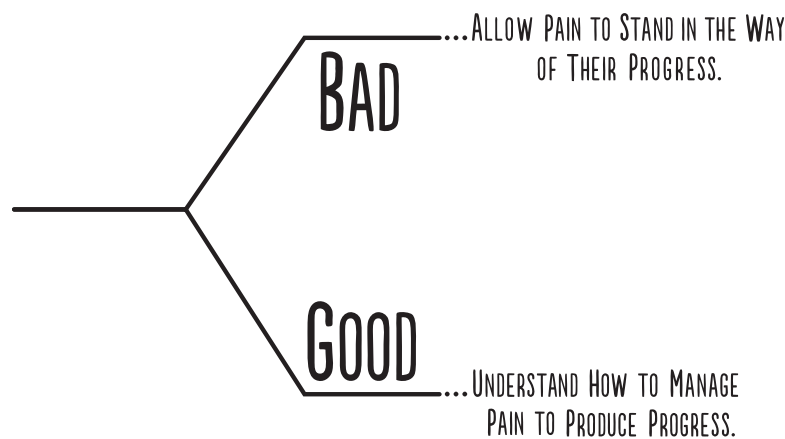 ...Allow Pain to Stand in the Way
of Their Progress.
Bad
Good
...Understand How to Manage
Pain to Produce Progress.